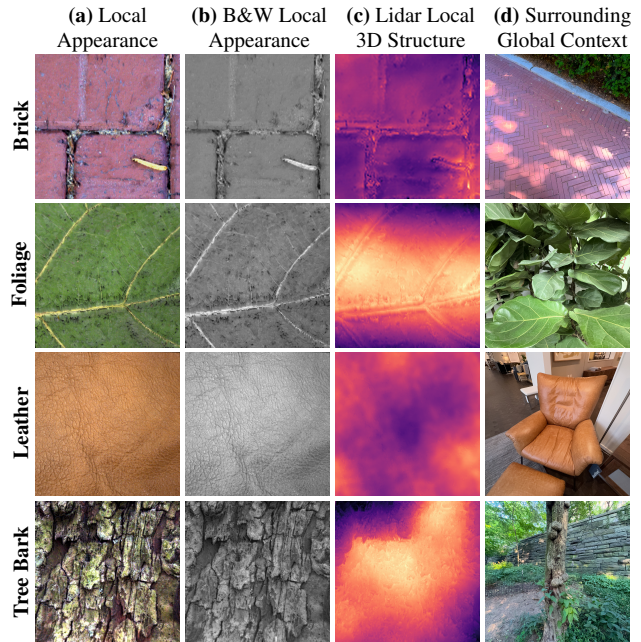 (a) Local
Appearance
(b) B&W Local
Appearance
(c) Lidar Local
3D Structure
(d) Surrounding
Global Context
Brick
Foliage
Leather
Tree Bark